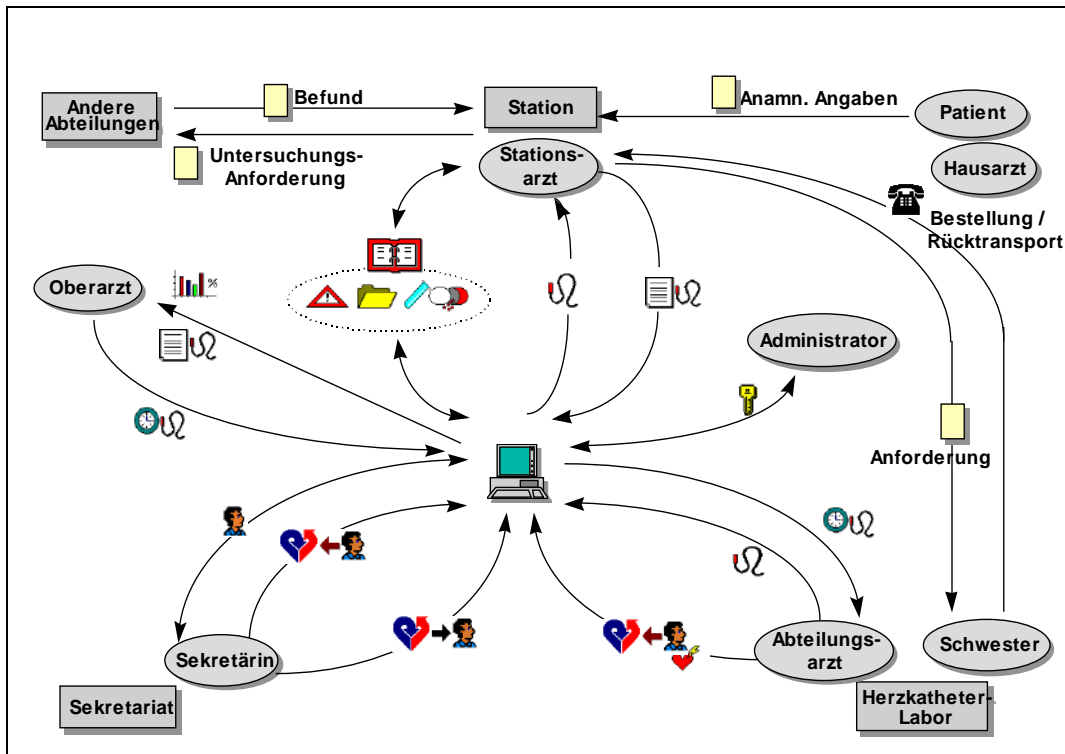 Andere
Abteilungen
Befund
Station
Anamn. Angaben
Patient
Untersuchungs-
Anforderung
Stations-
arzt
Hausarzt
Bestellung /
Rücktransport
Oberarzt
%
Administrator
Anforderung
Sekretärin
Abteilungs-
arzt
Schwester
Sekretariat
Herzkatheter-
Labor